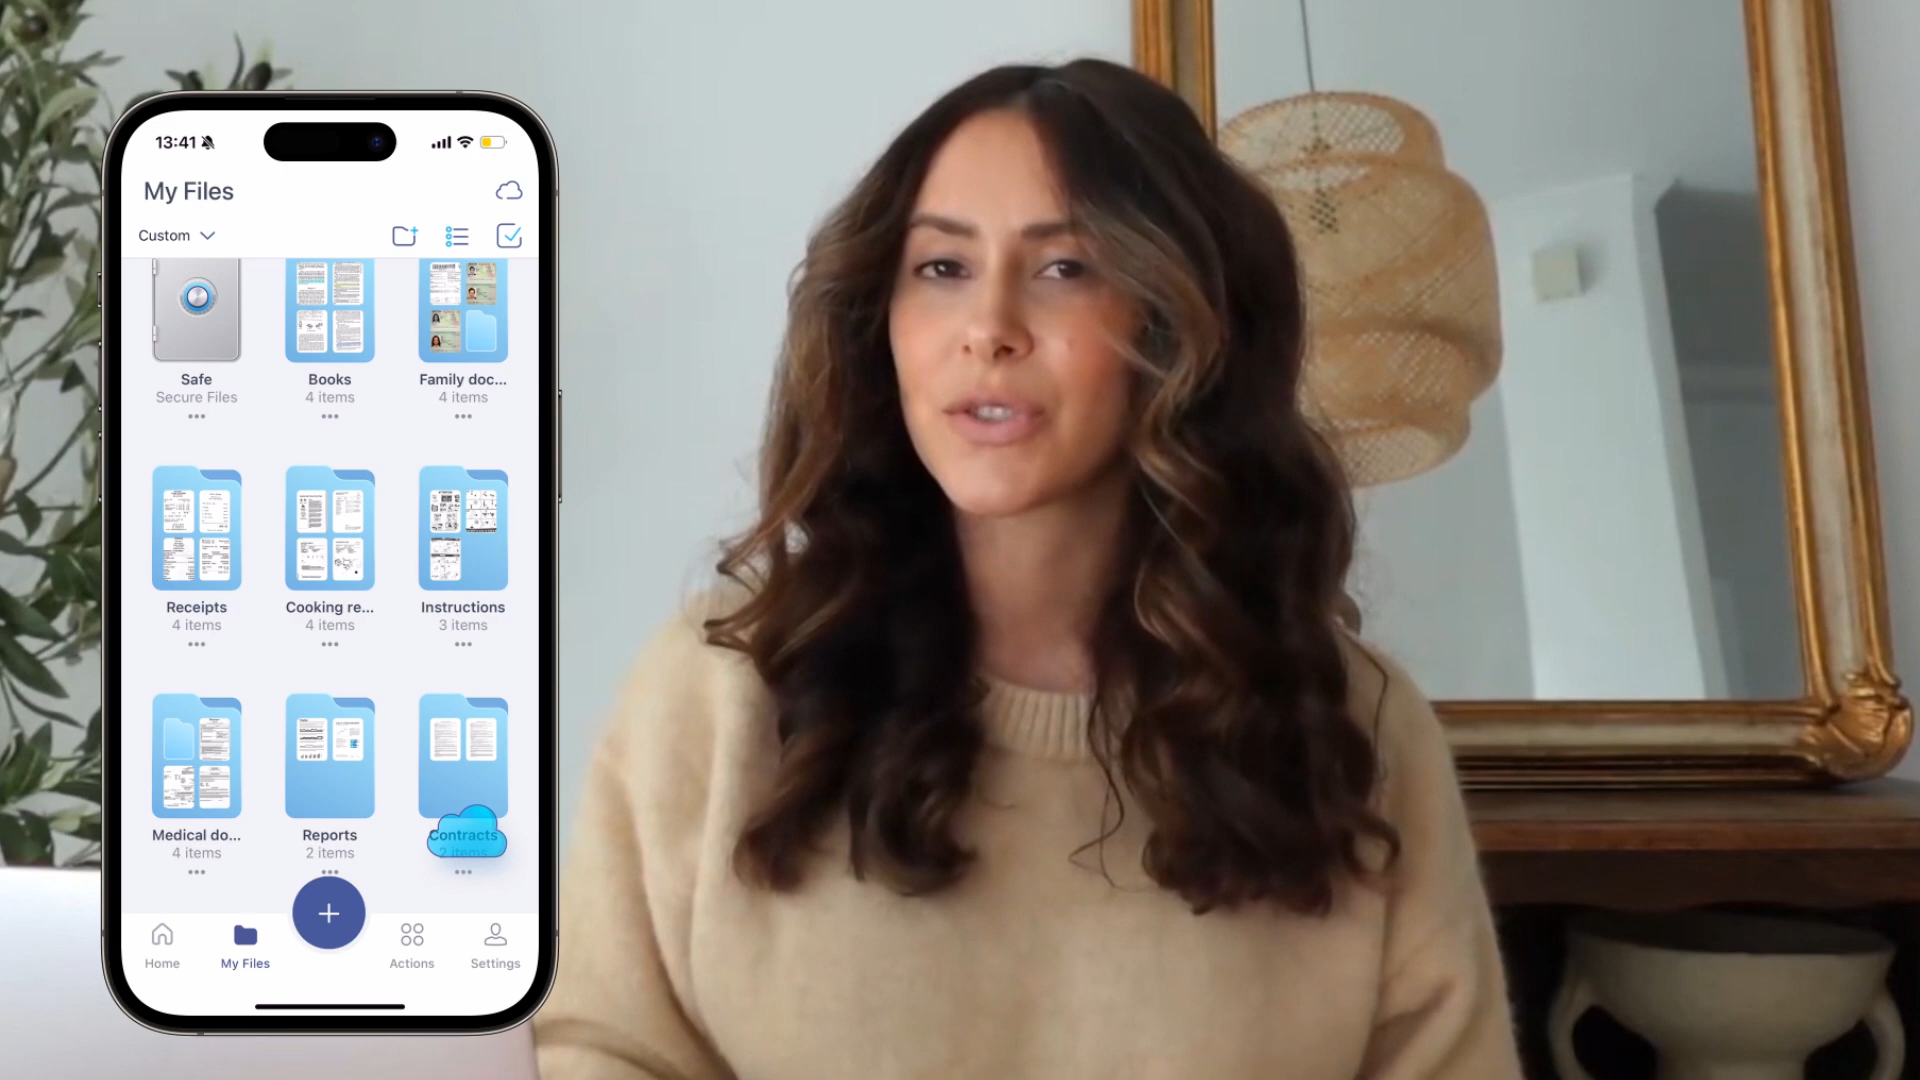 13:41
My Files
Custom
Safe
Secure Files
Books
4 items
Family doc...
4 items
Receipts
4 items
Cooking re...
4 items
Instructions
3 items
Medical do...
4 items
Reports
2 items
Contracts
2 items
Home
My Files
Actions
Settings